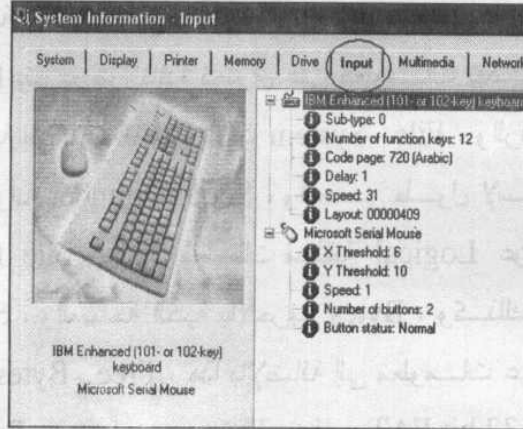 System Information - Input
System Display Printer Memory Drive Input Multimedia Network
IBM Enhanced (101- or 102-key) keyboard
Sub-type: 0
Number of function keys: 12
Code page: 720 (Arabic)
Delay: 1
Speed: 31
Layout: 00000409
Microsoft Serial Mouse
X Threshold: 6
Y Threshold: 10
Speed: 1
Number of buttons: 2
Button status: Normal
IBM Enhanced (101- or 102-key)
keyboard
Microsoft Serial Mouse